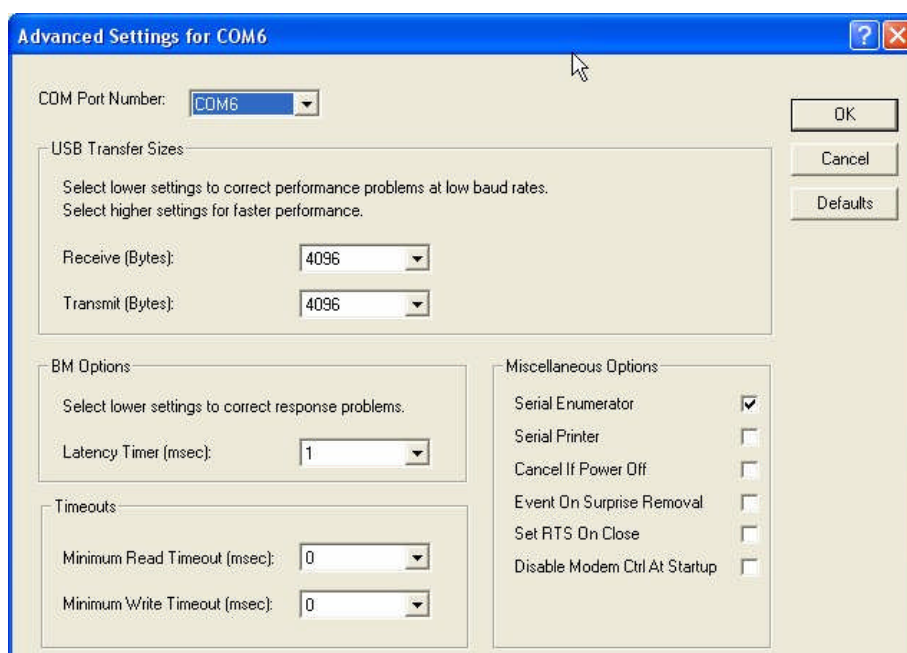 Advanced Settings for COM6
COM Port Number: COM6
OK
Cancel
Defaults
USB Transfer Sizes
Select lower settings to correct performance problems at low baud rates.
Select higher settings for faster performance.
Receive (Bytes): 4096
Transmit (Bytes): 4096
BM Options
Select lower settings to correct response problems.
Latency Timer (msec): 1
Timeouts
Minimum Read Timeout (msec): 0
Minimum Write Timeout (msec): 0
Miscellaneous Options
Serial Enumerator
Serial Printer
Cancel If Power Off
Event On Surprise Removal
Set RTS On Close
Disable Modem Ctrl At Startup